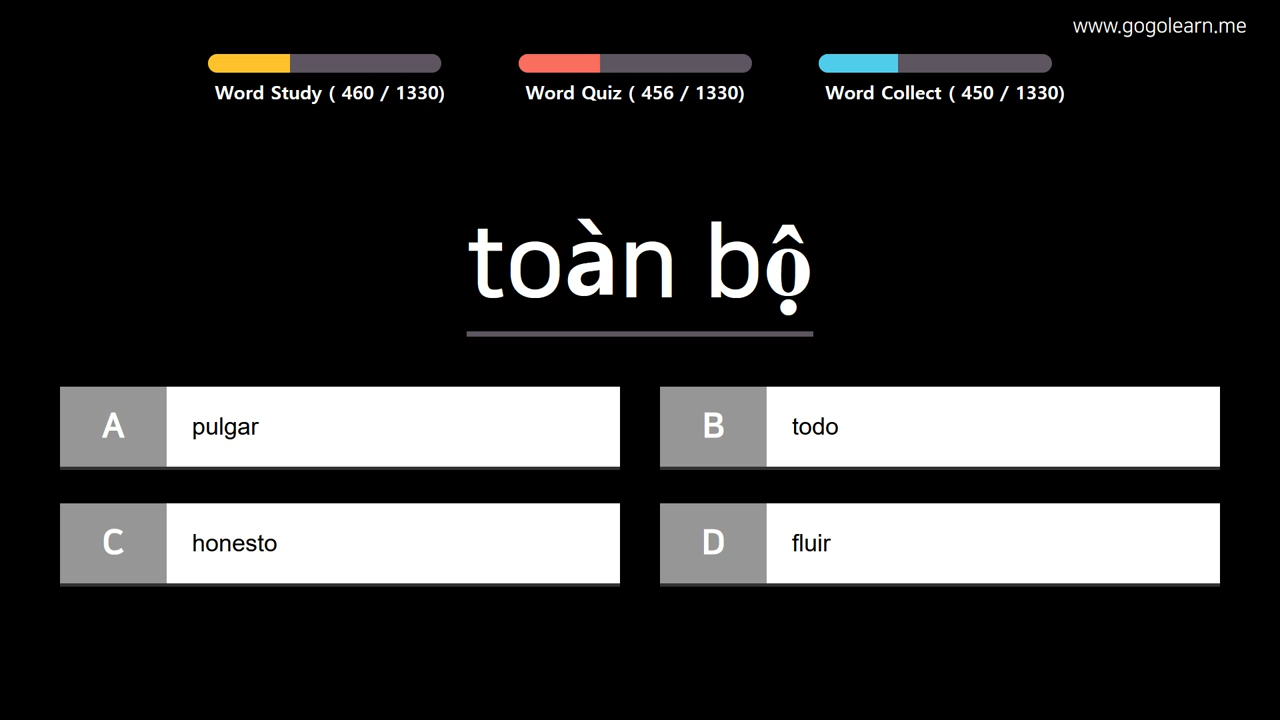 www.gogolearn.me
Word Study ( 460 / 1330)
Word Quiz ( 456 / 1330)
Word Collect ( 450 / 1330)
toàn bộ
A pulgar
B todo
C honesto
D fluir